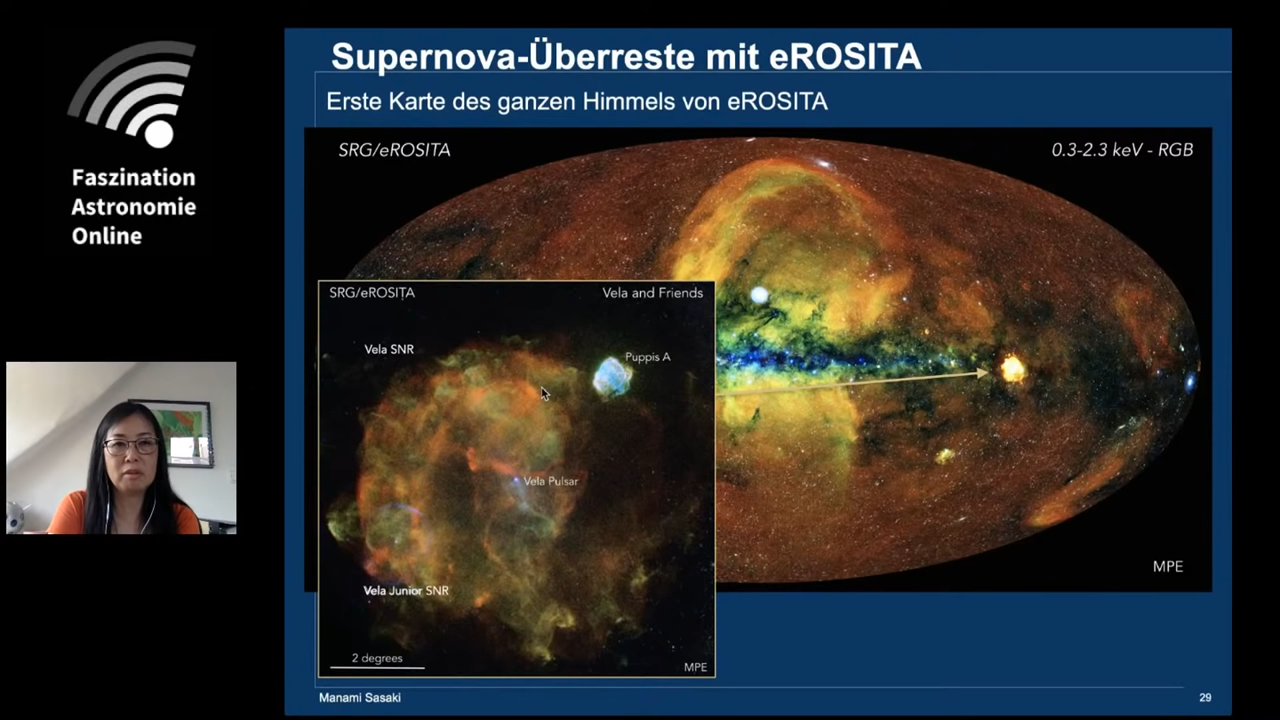 Faszination
Astronomie
Online
Supernova-Überreste mit eROSITA
Erste Karte des ganzen Himmels von eROSITA
SRG/eROSITA
0.3-2.3 keV - RGB
SRG/eROSITA
Vela and Friends
Vela SNR
Puppis A
Vela Pulsar
Vela Junior SNR
2 degrees
MPE
MPE
Manami Sasaki
29